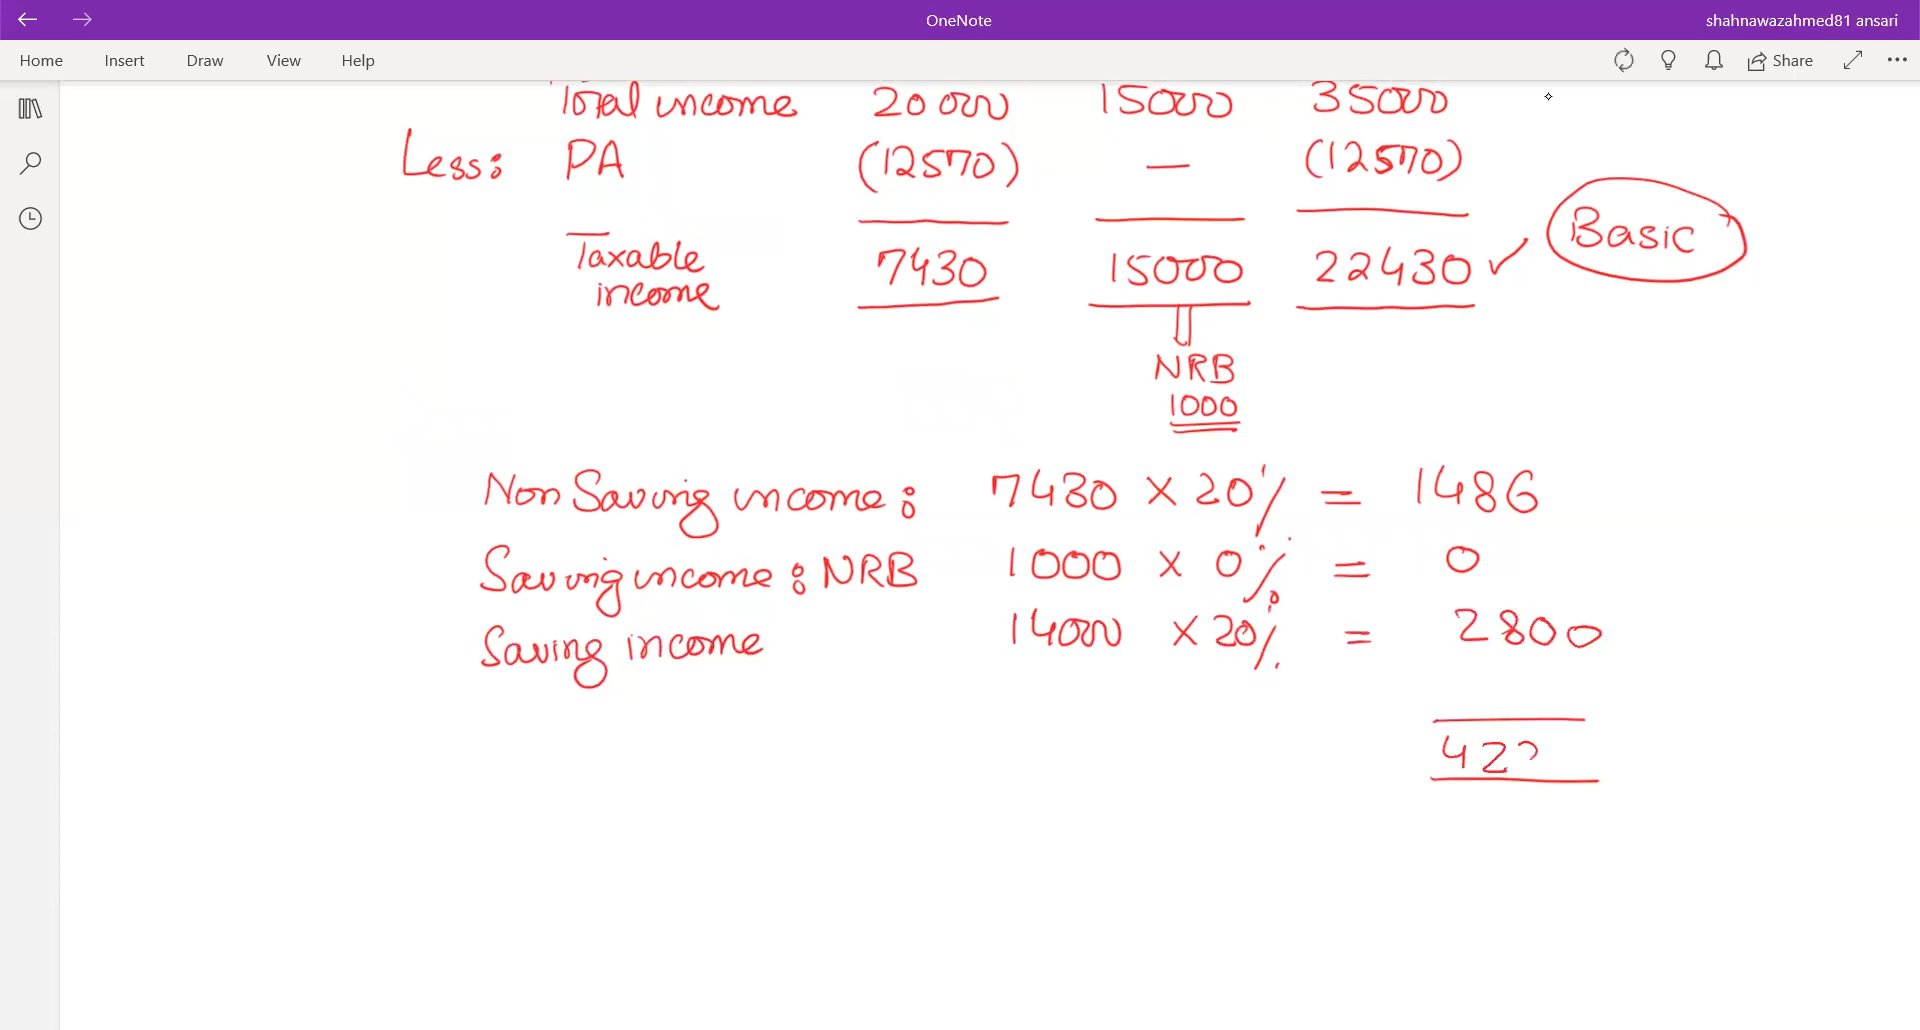 OneNote
shahnawazahmed81 ansari
Home Insert Draw View Help
Share
Total income 20000 15000 35000
Less: PA (12570) — (12570)
Basic
Taxable 7430 15000 22430 ✓
income
NRB
1000
Non Saving income: 7430 × 20% = 1486
Saving income: NRB 1000 × 0% = 0
Saving income 14000 × 20% = 2800
42